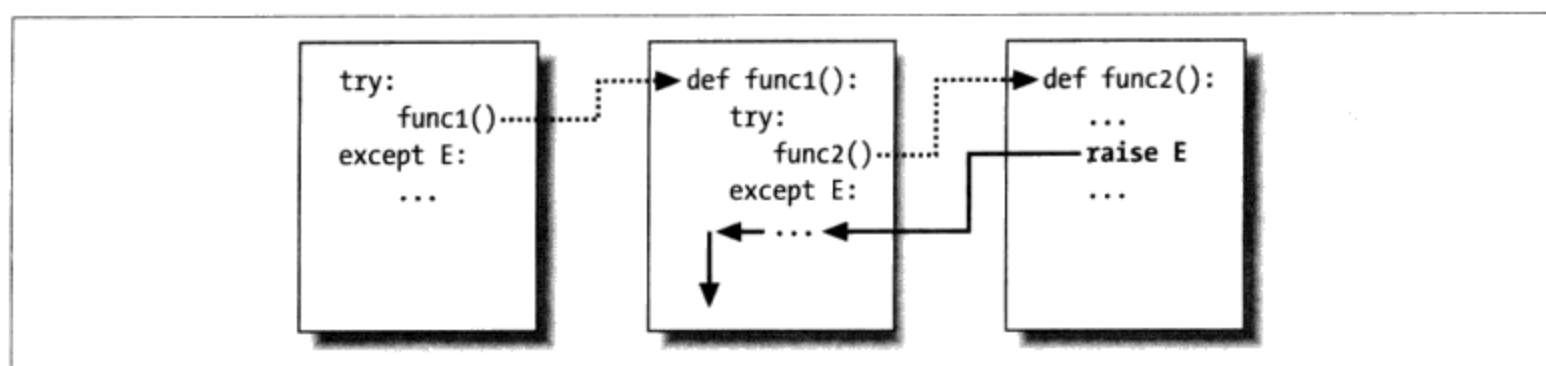 try:
func1()
except E:
...
def func1():
try:
func2()
except E:
...
def func2():
...
raise E
...